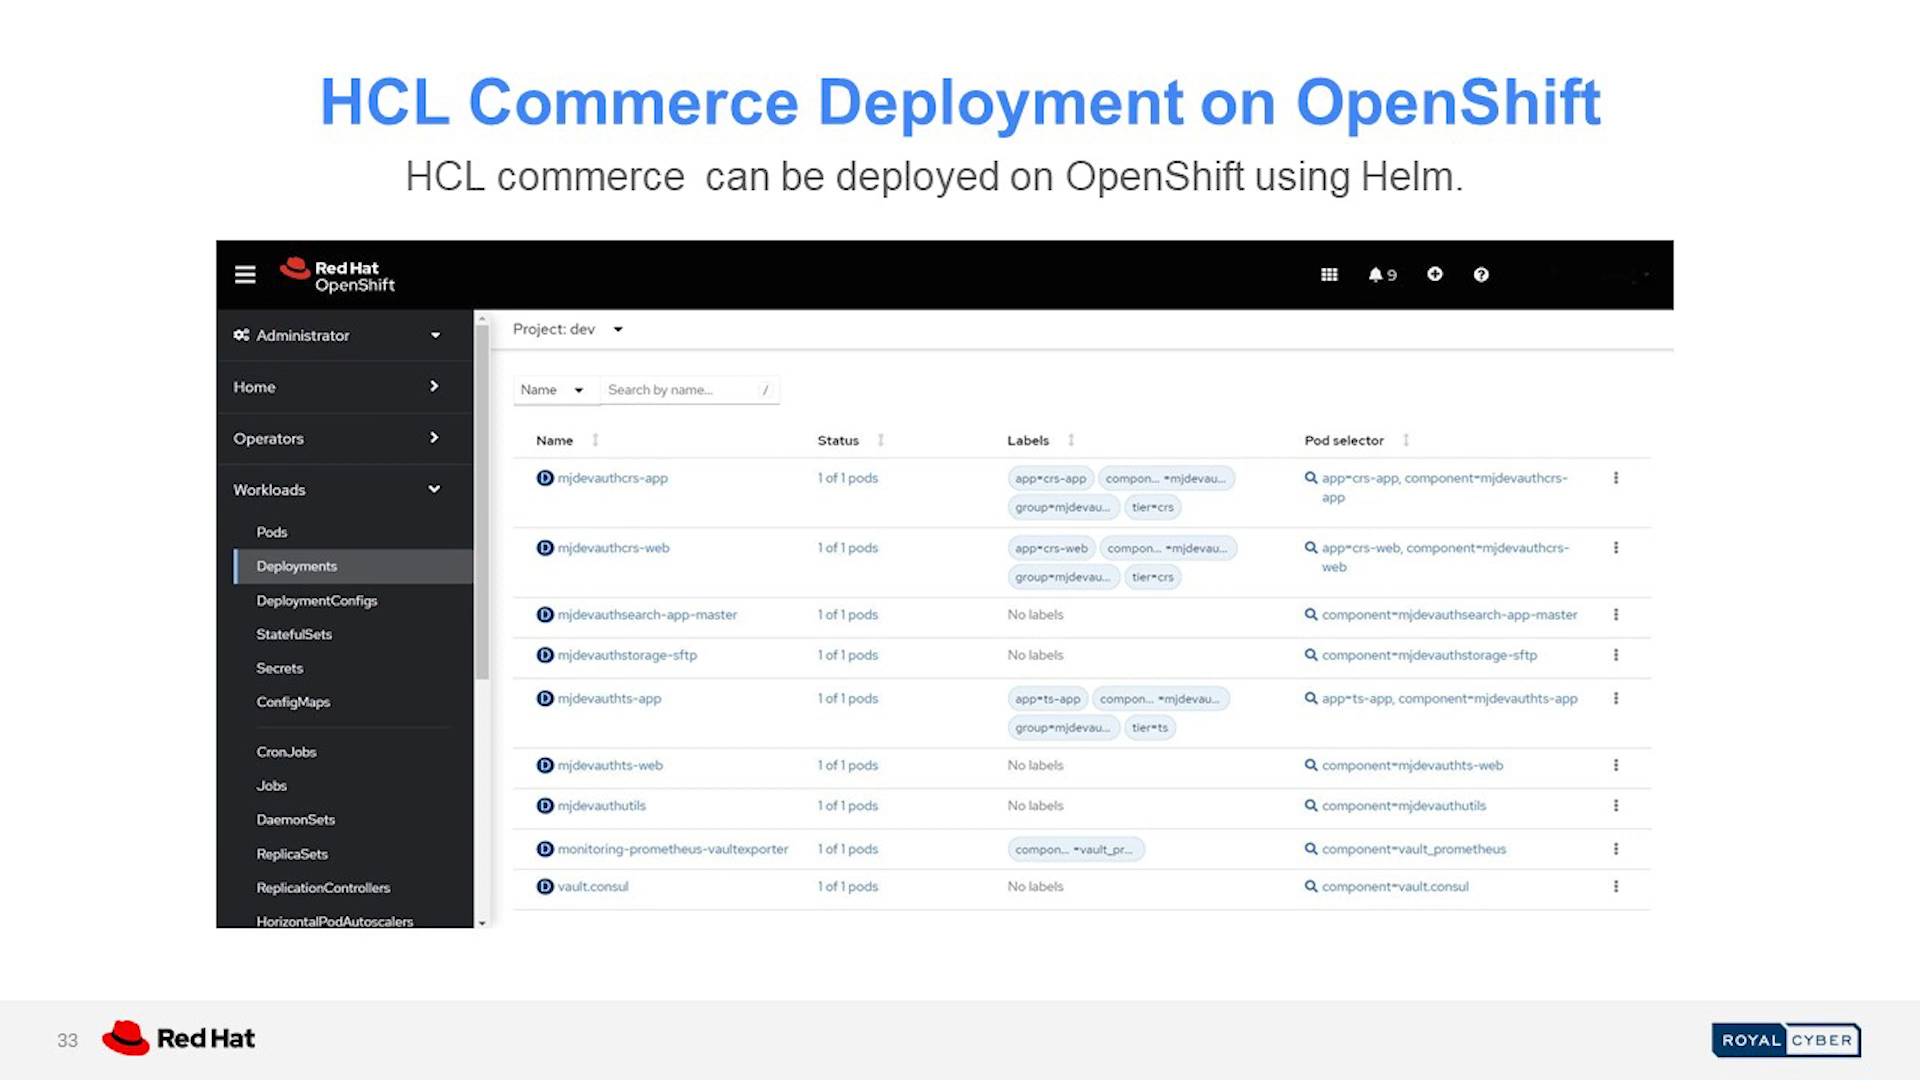 HCL Commerce Deployment on OpenShift
HCL commerce can be deployed on OpenShift using Helm.
Red Hat
OpenShift
9
Administrator
Home
Operators
Workloads
Pods
Deployments
DeploymentConfigs
StatefulSets
Secrets
ConfigMaps
CronJobs
Jobs
DaemonSets
ReplicaSets
ReplicationControllers
HorizontalPodAutoscalers
Project: dev
Name Search by name... /
Name Status Labels Pod selector
D mjdevauthcrs-app 1 of 1 pods app=crs-app compon... =mjdevau... app=crs-app, component=mjdevauthcrs-
group=mjdevau... tier=crs app
D mjdevauthcrs-web 1 of 1 pods app=crs-web compon... =mjdevau... app=crs-web, component=mjdevauthcrs-
group=mjdevau... tier=crs web
D mjdevauthsearch-app-master 1 of 1 pods No labels component=mjdevauthsearch-app-master
D mjdevauthstorage-sftp 1 of 1 pods No labels component=mjdevauthstorage-sftp
D mjdevauthts-app 1 of 1 pods app=ts-app compon... =mjdevau... app=ts-app, component=mjdevauthts-app
group=mjdevau... tier=ts
D mjdevauthts-web 1 of 1 pods No labels component=mjdevauthts-web
D mjdevauthutils 1 of 1 pods No labels component=mjdevauthutils
D monitoring-prometheus-vaultexporter 1 of 1 pods compon... =vault_pr... component=vault_prometheus
D vault.consul 1 of 1 pods No labels component=vault.consul
33 Red Hat
ROYAL CYBER